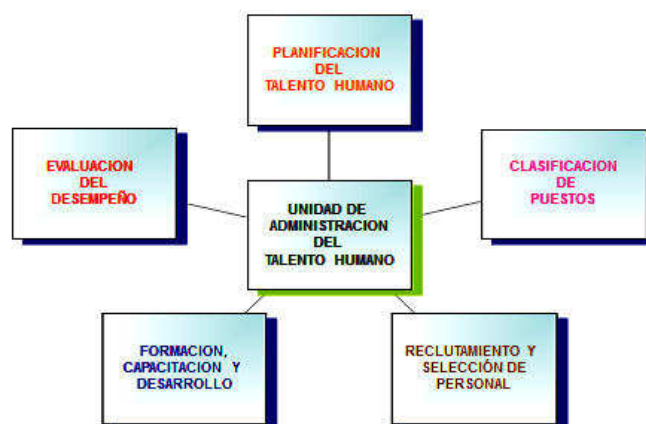 PLANIFICACION
DEL
TALENTO HUMANO
EVALUACION
DEL
DESEMPEÑO
CLASIFICACION
DE
PUESTOS
UNIDAD DE
ADMINISTRACION
DEL
TALENTO HUMANO
FORMACION,
CAPACITACION Y
DESARROLLO
RECLUTAMIENTO Y
SELECCIÓN DE
PERSONAL